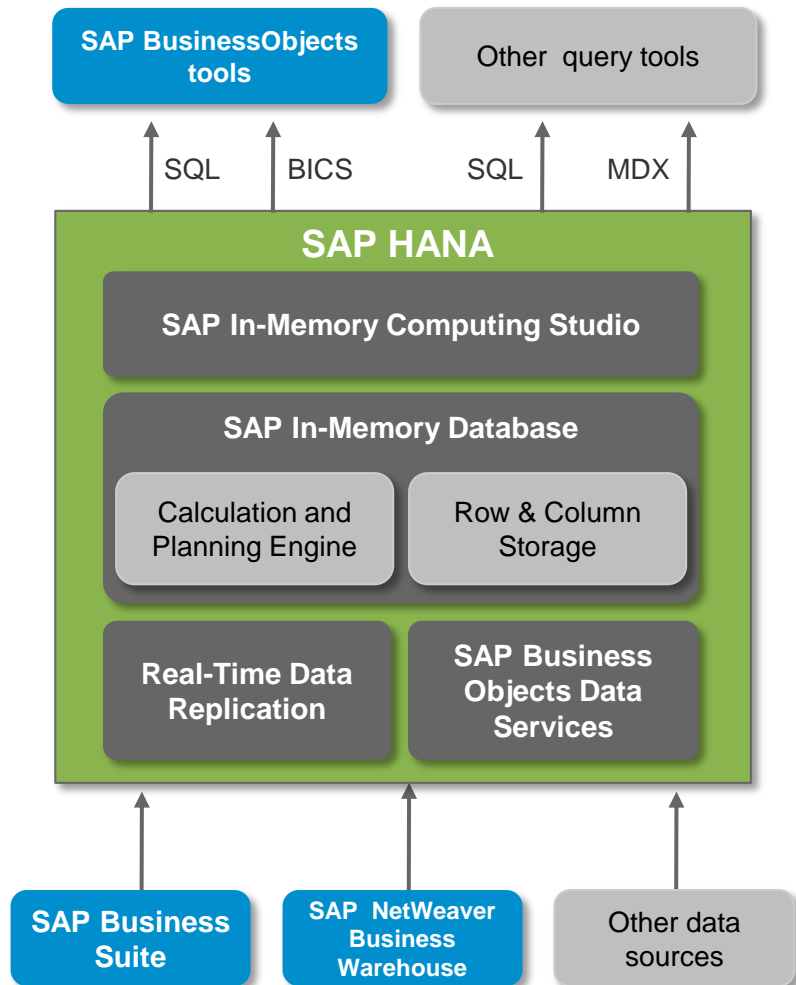 SAP BusinessObjects
tools
Other query tools
SQL
BICS
SQL
MDX
SAP HANA
SAP In-Memory Computing Studio
SAP In-Memory Database
Calculation and
Planning Engine
Row & Column
Storage
Real-Time Data
Replication
SAP Business
Objects Data
Services
SAP Business
Suite
SAP NetWeaver
Business
Warehouse
Other data
sources